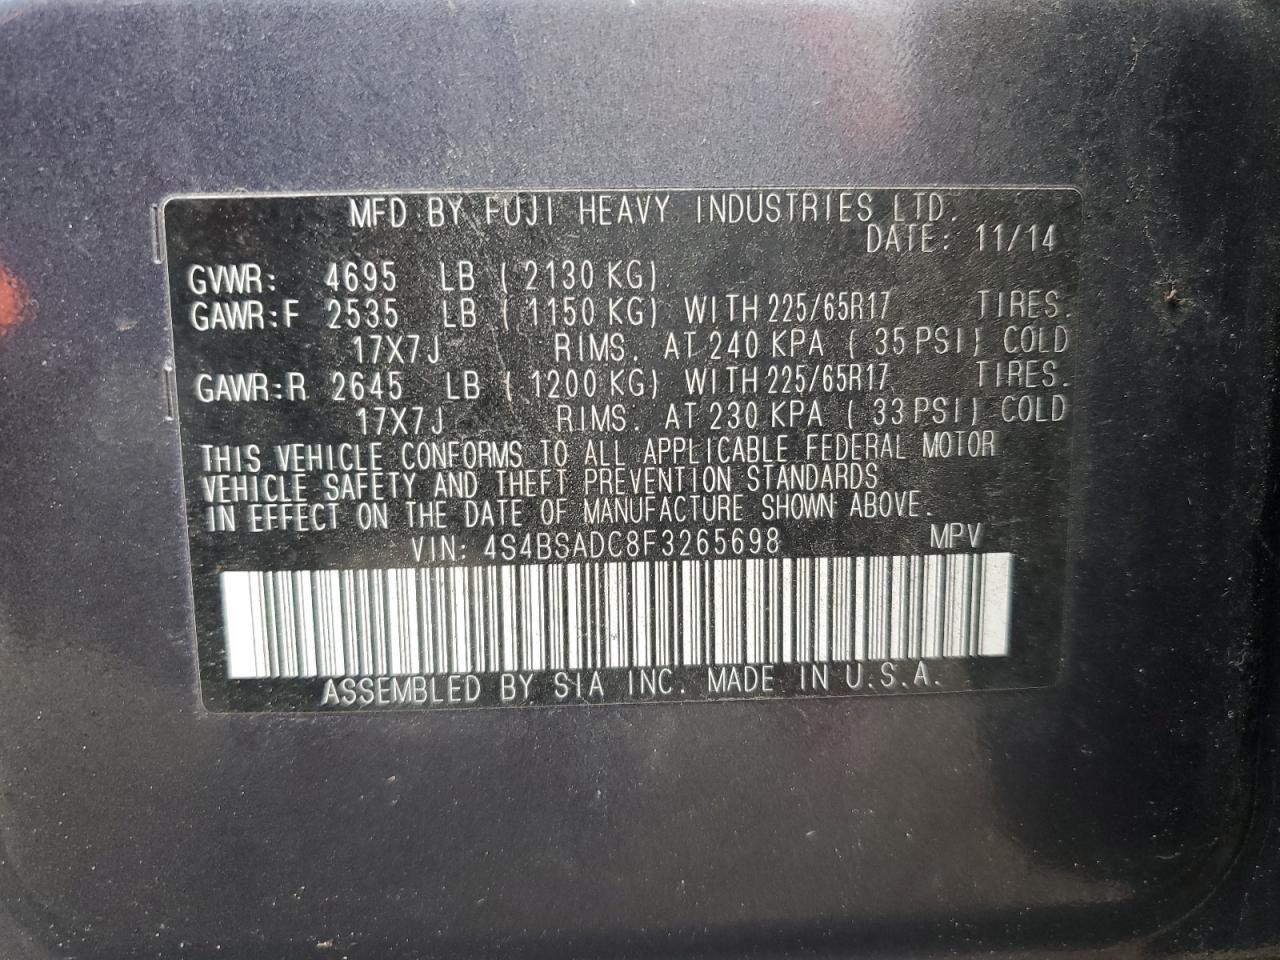 MFD BY FUJI HEAVY INDUSTRIES LTD.
DATE: 11/14
GVWR: 4695 LB ( 2130 KG)
GAWR:F 2535 LB ( 1150 KG) WITH 225/65R17 TIRES.
17X7J RIMS. AT 240 KPA ( 35 PSI) COLD
GAWR:R 2645 LB ( 1200 KG) WITH 225/65R17 TIRES.
17X7J RIMS. AT 230 KPA ( 33 PSI) COLD
THIS VEHICLE CONFORMS TO ALL APPLICABLE FEDERAL MOTOR
VEHICLE SAFETY AND THEFT PREVENTION STANDARDS
IN EFFECT ON THE DATE OF MANUFACTURE SHOWN ABOVE.
VIN: 4S4BSADC8F3265698 MPV
ASSEMBLED BY SIA INC. MADE IN U.S.A.